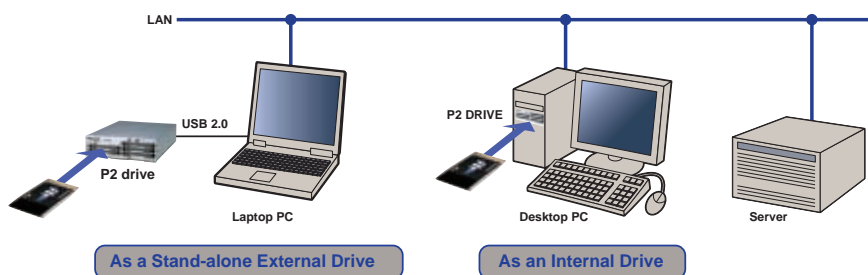 LAN
USB 2.0
P2 drive
Laptop PC
P2 DRIVE
Desktop PC
Server
As a Stand-alone External Drive
As an Internal Drive